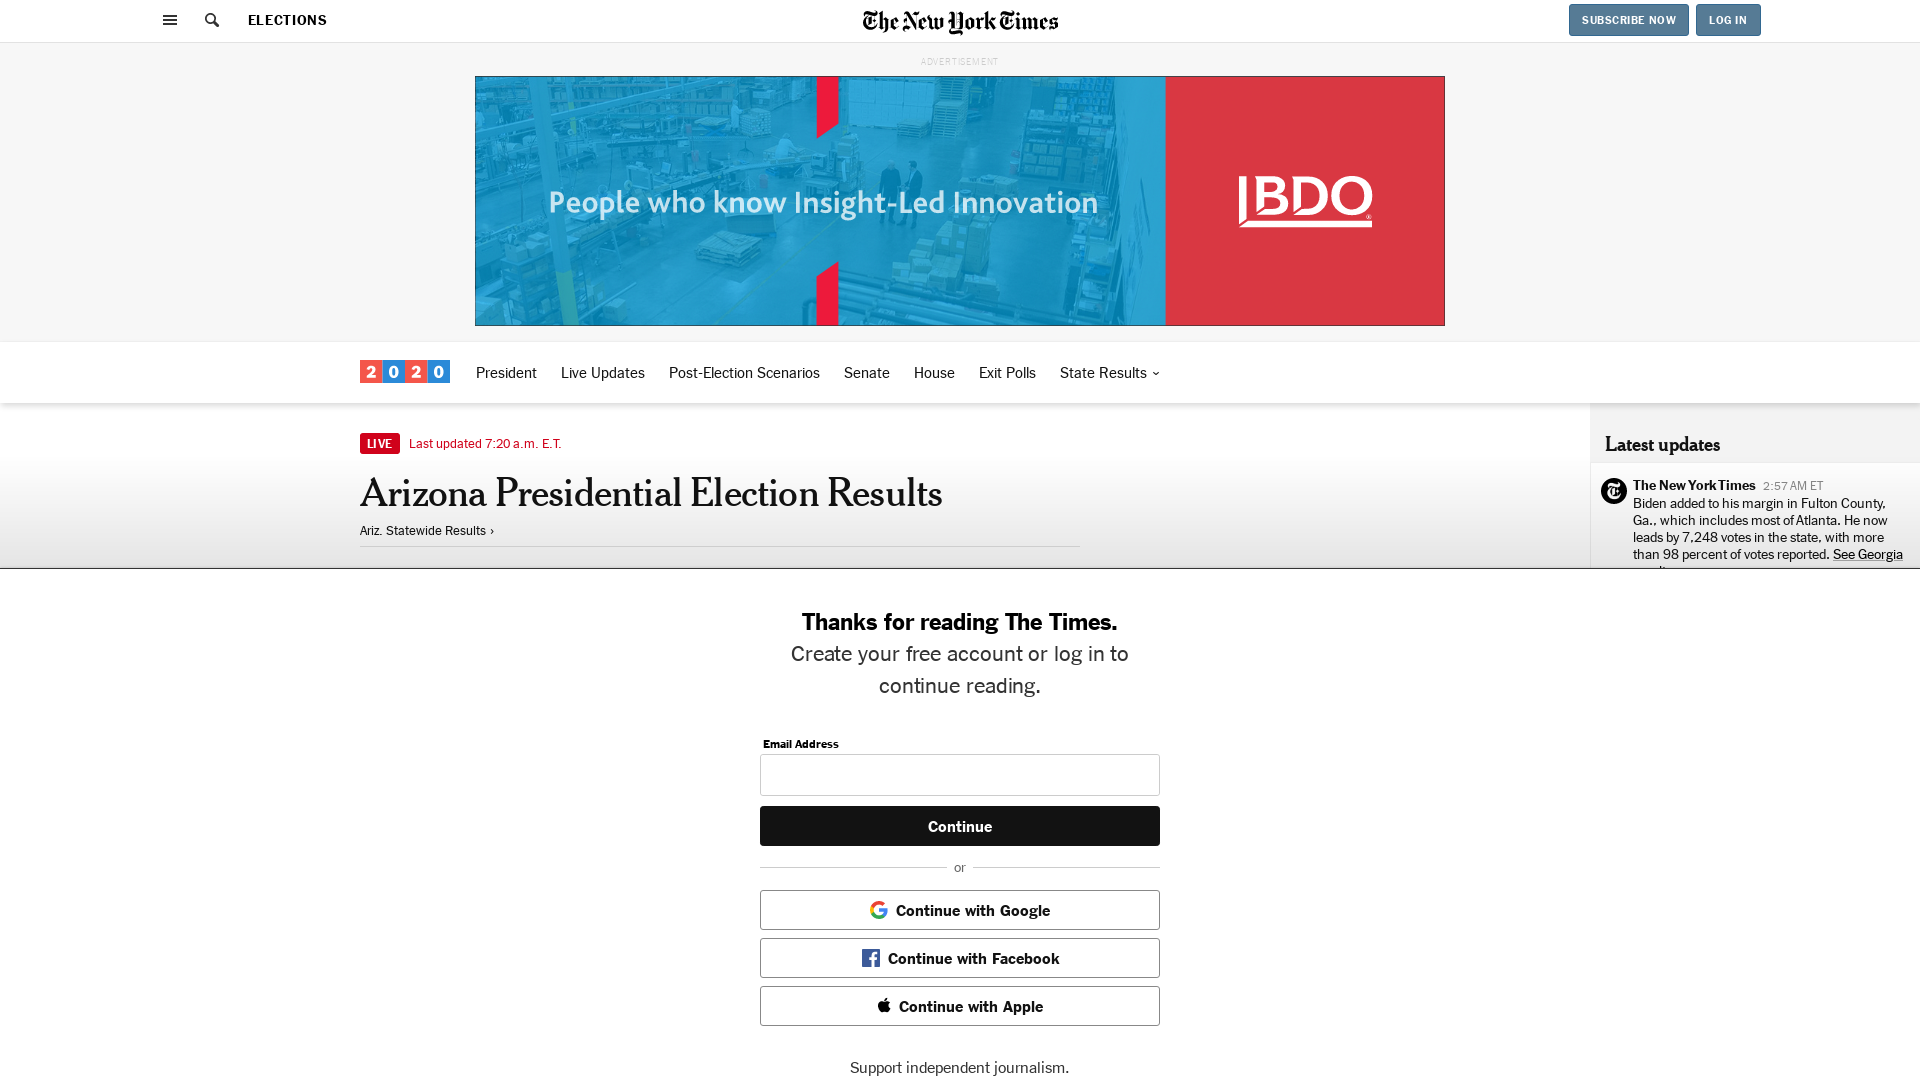 ELECTIONS
The New York Times
SUBSCRIBE NOW
LOG IN
ADVERTISEMENT
People who know Insight-Led Innovation
BDO
®
2020
President
Live Updates
Post-Election Scenarios
Senate
House
Exit Polls
State Results
LIVE
Last updated 7:20 a.m. E.T.
Arizona Presidential Election Results
Ariz. Statewide Results ›
Latest updates
The New York Times 2:57 AM ET
Biden added to his margin in Fulton County,
Ga., which includes most of Atlanta. He now
leads by 7,248 votes in the state, with more
than 98 percent of votes reported. See Georgia
Thanks for reading The Times.
Create your free account or log in to
continue reading.
Email Address
Continue
or
Continue with Google
Continue with Facebook
Continue with Apple
Support independent journalism.